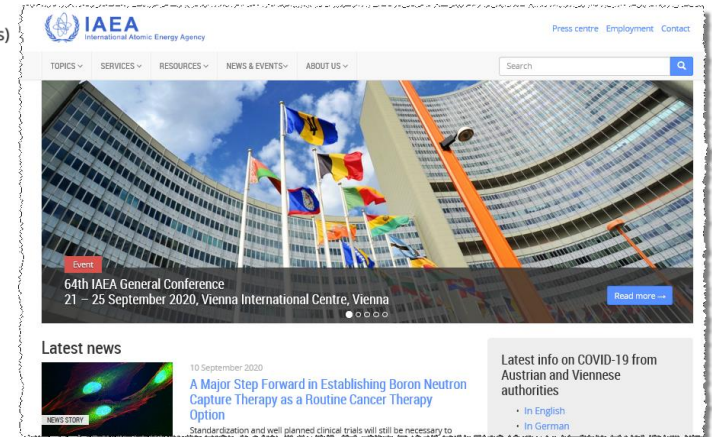 s)
IAEA
International Atomic Energy Agency
Press centre Employment Contact
TOPICS SERVICES RESOURCES NEWS & EVENTS ABOUT US
Search
Event
64th IAEA General Conference
21 – 25 September 2020, Vienna International Centre, Vienna
Read more →
Latest news
10 September 2020
A Major Step Forward in Establishing Boron Neutron
Capture Therapy as a Routine Cancer Therapy
Option
NEWS STORY
Standardization and well planned clinical trials will still be necessary to
Latest info on COVID-19 from
Austrian and Viennese
authorities
• In English
• In German